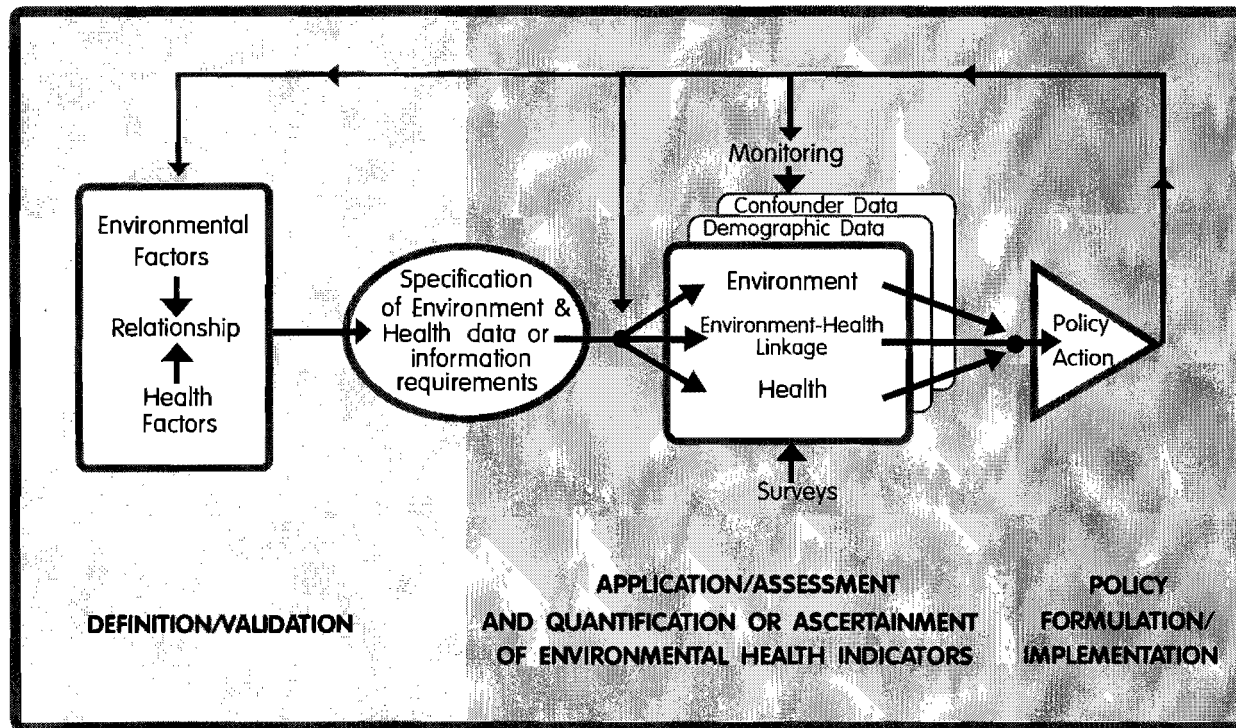 Environmental
Factors
Relationship
Health
Factors
Specification
of Environment &
Health data or
information
requirements
Monitoring
Confounder Data
Demographic Data
Environment
Environment-Health
Linkage
Health
Surveys
Policy
Action
DEFINITION/VALIDATION
APPLICATION/ASSESSMENT
AND QUANTIFICATION OR ASCERTAINMENT
OF ENVIRONMENTAL HEALTH INDICATORS
POLICY
FORMULATION/
IMPLEMENTATION